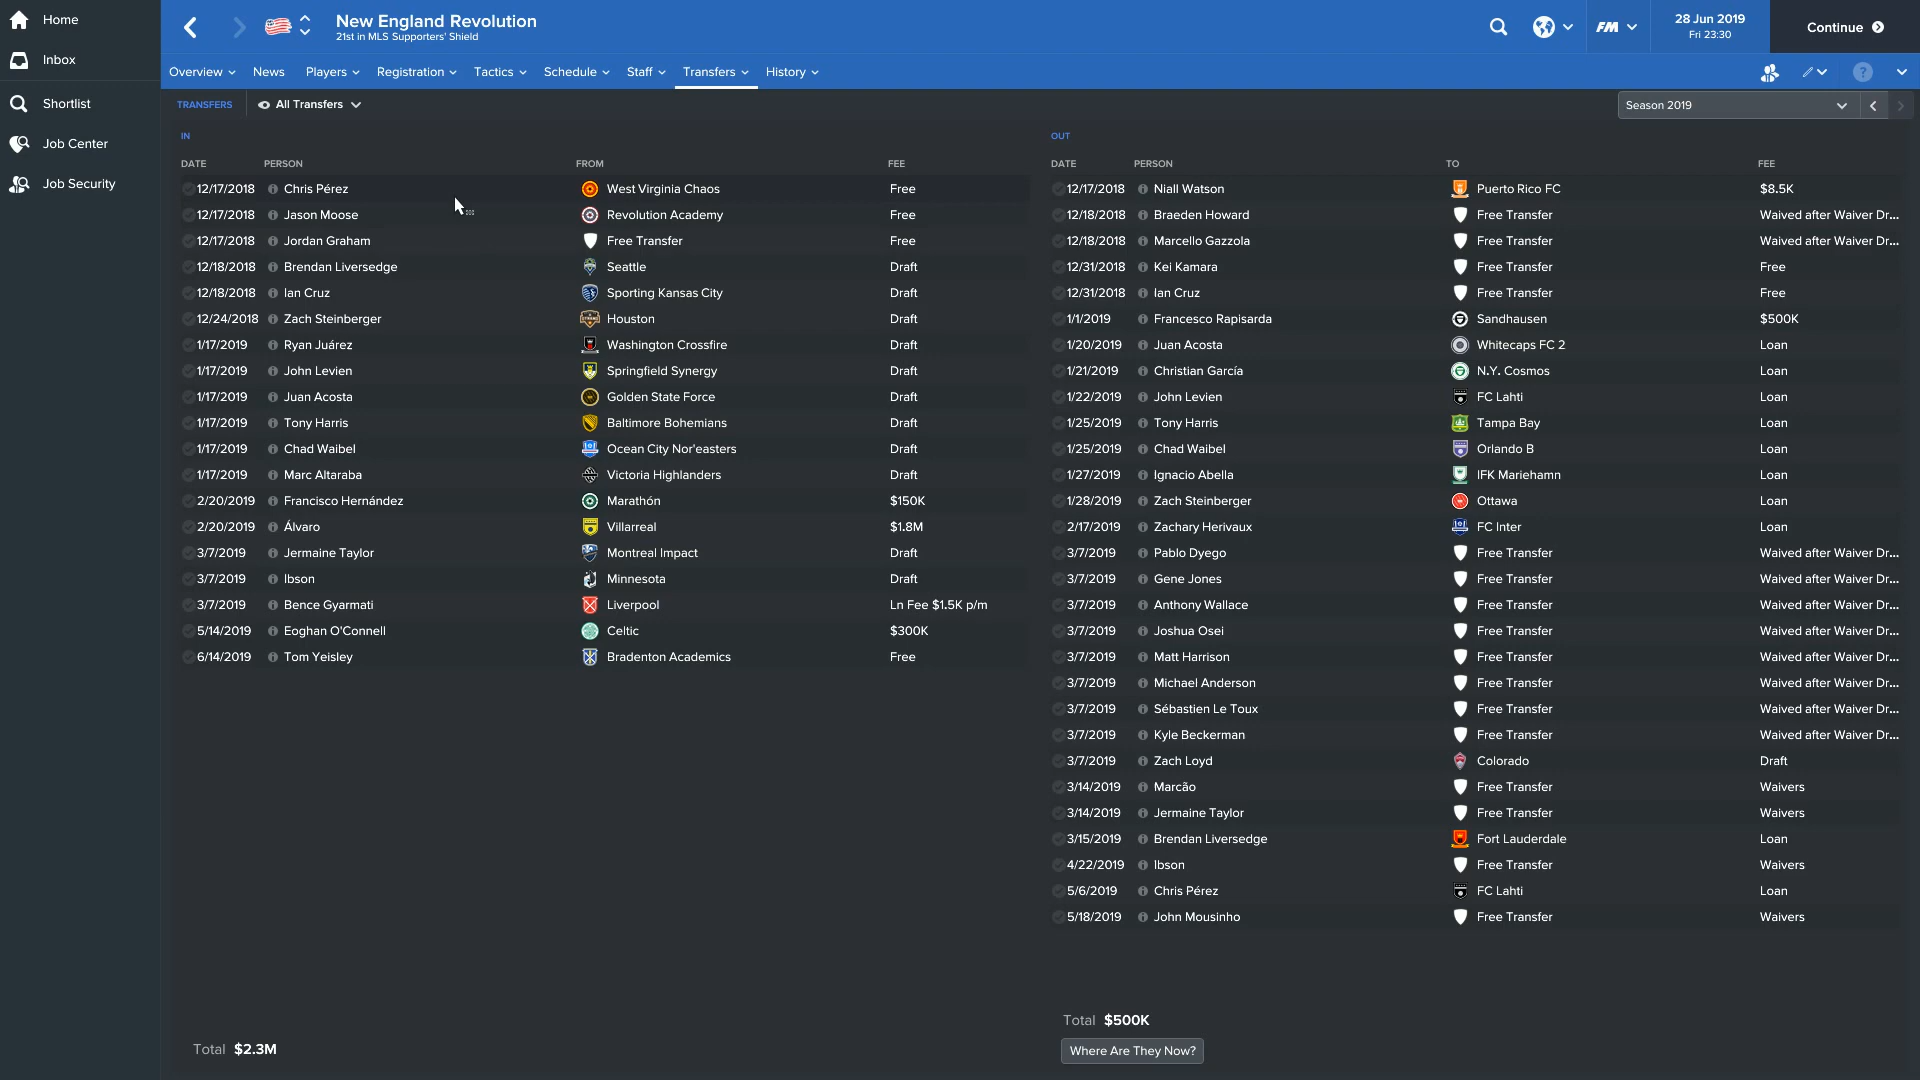 Home
Inbox
Shortlist
Job Center
Job Security
New England Revolution
21st in MLS Supporters' Shield
FM
28 Jun 2019
Fri 23:30
Continue
Overview News Players Registration Tactics Schedule Staff Transfers History
?
TRANSFERS All Transfers
Season 2019
IN
DATE PERSON FROM FEE
12/17/2018 Chris Pérez West Virginia Chaos Free
12/17/2018 Jason Moose Revolution Academy Free
12/17/2018 Jordan Graham Free Transfer Free
12/18/2018 Brendan Liversedge Seattle Draft
12/18/2018 Ian Cruz Sporting Kansas City Draft
12/24/2018 Zach Steinberger Houston Draft
1/17/2019 Ryan Juárez Washington Crossfire Draft
1/17/2019 John Levien Springfield Synergy Draft
1/17/2019 Juan Acosta Golden State Force Draft
1/17/2019 Tony Harris Baltimore Bohemians Draft
1/17/2019 Chad Waibel Ocean City Nor'easters Draft
1/17/2019 Marc Altaraba Victoria Highlanders Draft
2/20/2019 Francisco Hernández Marathón $150K
2/20/2019 Álvaro Villarreal $1.8M
3/7/2019 Jermaine Taylor Montreal Impact Draft
3/7/2019 Ibson Minnesota Draft
3/7/2019 Bence Gyarmati Liverpool Ln Fee $1.5K p/m
5/14/2019 Eoghan O'Connell Celtic $300K
6/14/2019 Tom Yeisley Bradenton Academics Free
Total $2.3M
OUT
DATE PERSON TO FEE
12/17/2018 Niall Watson Puerto Rico FC $8.5K
12/18/2018 Braeden Howard Free Transfer Waived after Waiver Dr...
12/18/2018 Marcello Gazzola Free Transfer Waived after Waiver Dr...
12/31/2018 Kei Kamara Free Transfer Free
12/31/2018 Ian Cruz Free Transfer Free
1/1/2019 Francesco Rapisarda Sandhausen $500K
1/20/2019 Juan Acosta Whitecaps FC 2 Loan
1/21/2019 Christian García N.Y. Cosmos Loan
1/22/2019 John Levien FC Lahti Loan
1/25/2019 Tony Harris Tampa Bay Loan
1/25/2019 Chad Waibel Orlando B Loan
1/27/2019 Ignacio Abella IFK Mariehamn Loan
1/28/2019 Zach Steinberger Ottawa Loan
2/17/2019 Zachary Herivaux FC Inter Loan
3/7/2019 Pablo Dyego Free Transfer Waived after Waiver Dr...
3/7/2019 Gene Jones Free Transfer Waived after Waiver Dr...
3/7/2019 Anthony Wallace Free Transfer Waived after Waiver Dr...
3/7/2019 Joshua Osei Free Transfer Waived after Waiver Dr...
3/7/2019 Matt Harrison Free Transfer Waived after Waiver Dr...
3/7/2019 Michael Anderson Free Transfer Waived after Waiver Dr...
3/7/2019 Sébastien Le Toux Free Transfer Waived after Waiver Dr...
3/7/2019 Kyle Beckerman Free Transfer Waived after Waiver Dr...
3/7/2019 Zach Loyd Colorado Draft
3/14/2019 Marcão Free Transfer Waivers
3/14/2019 Jermaine Taylor Free Transfer Waivers
3/15/2019 Brendan Liversedge Fort Lauderdale Loan
4/22/2019 Ibson Free Transfer Waivers
5/6/2019 Chris Pérez FC Lahti Loan
5/18/2019 John Mousinho Free Transfer Waivers
Total $500K
Where Are They Now?